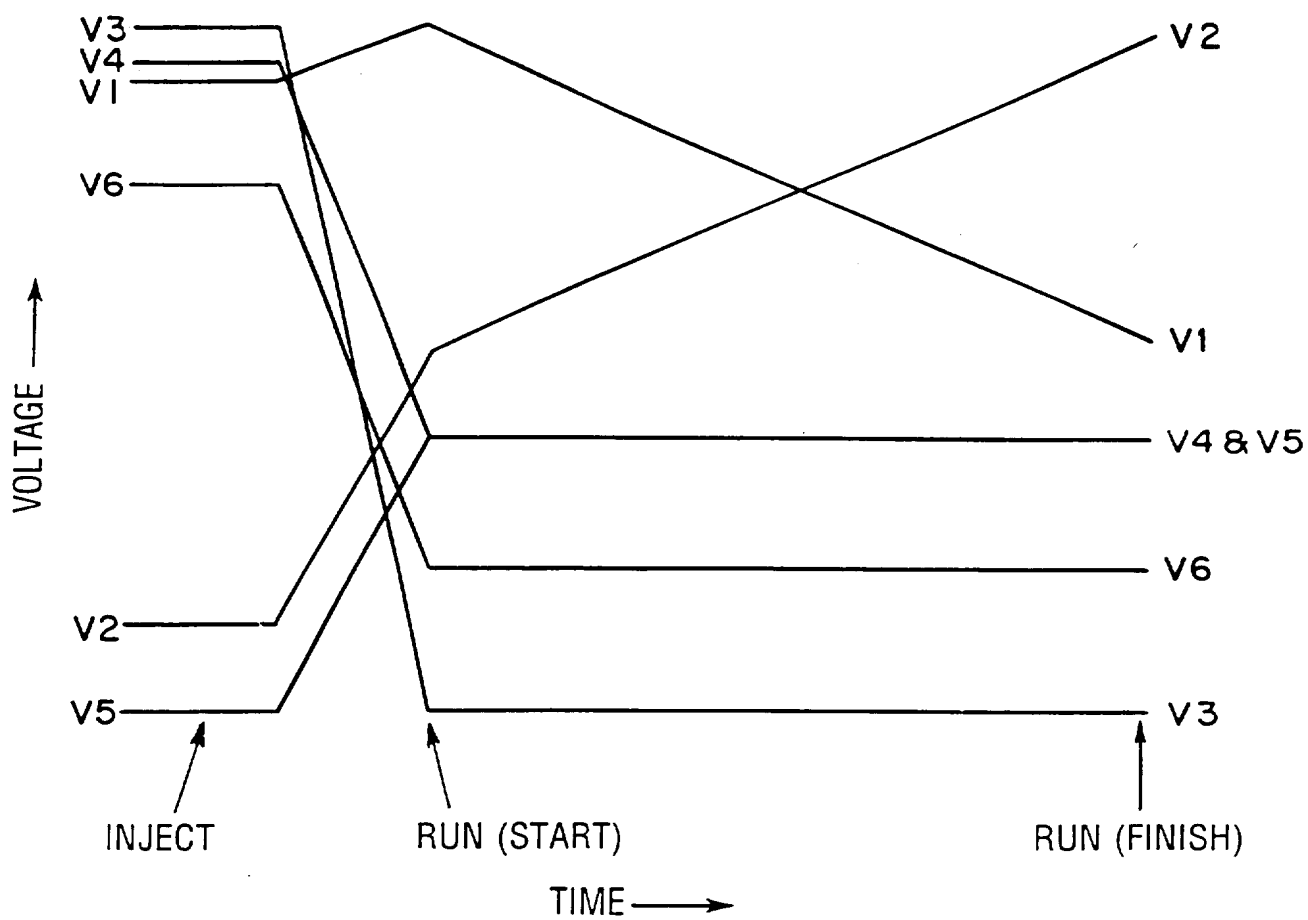 V3
V4
V1
V6
V2
V5
VOLTAGE
V2
V1
V4 & V5
V6
V3
INJECT
RUN (START)
RUN (FINISH)
TIME